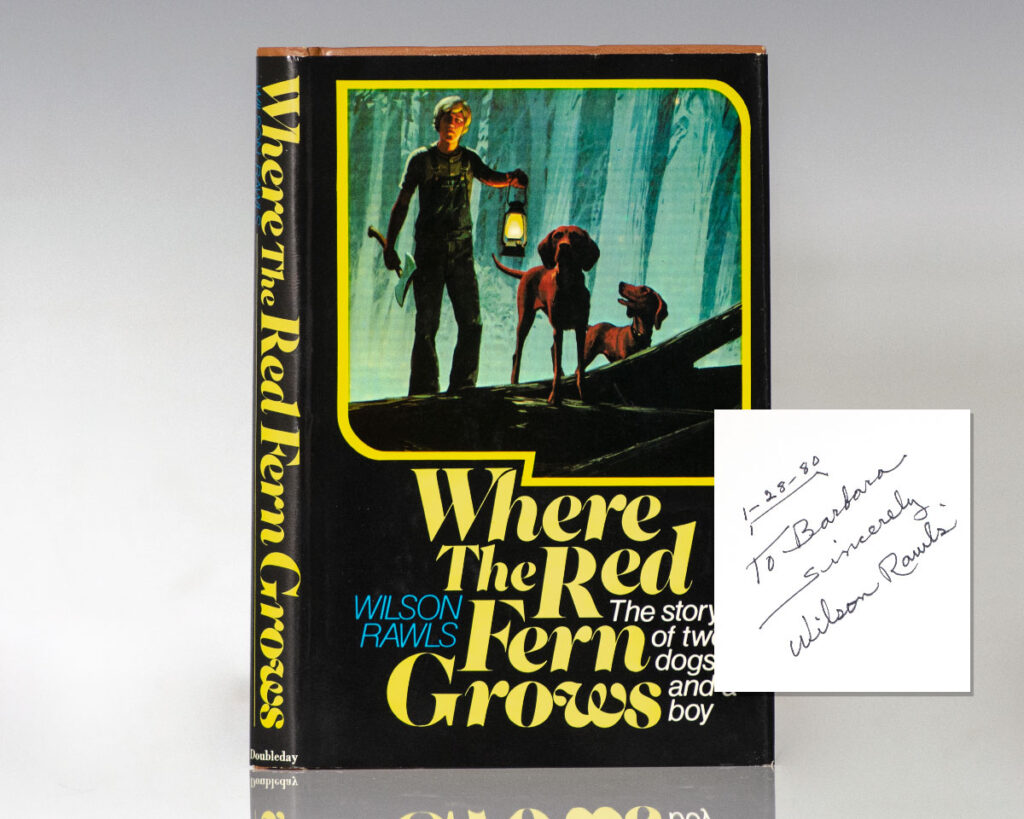 Where The Red Fern Grows
Doubleday
Where
The Red
WILSON
RAWLS
Fern
Grows
The story
of two
dogs
and a
boy
1-28-80
To Barbara
Sincerely,
Wilson Rawls